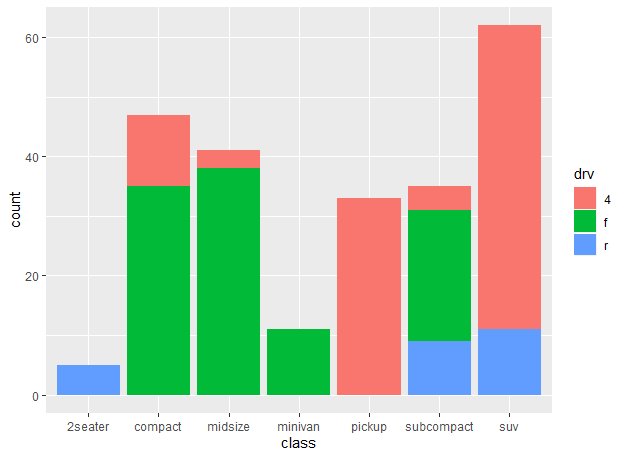 60
40
20
0
count
2seater compact midsize minivan pickup subcompact suv
class
drv
4
f
r